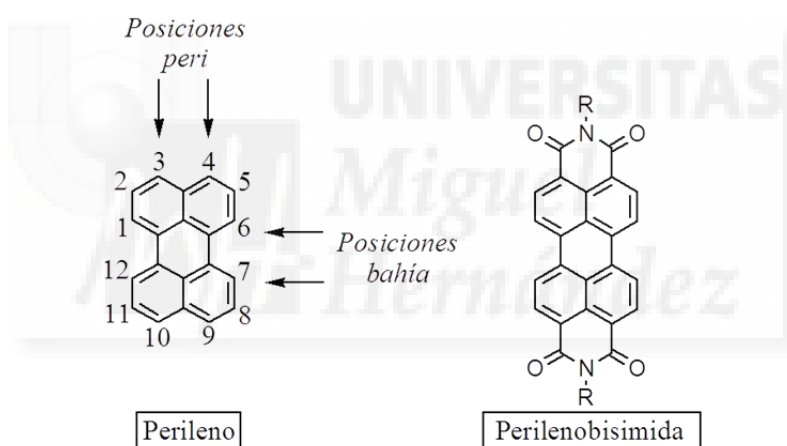 Posiciones
peri
UNIVERSITAS
Miguel
Hernández
3 4
2 5
1 6
12 7
11 8
10 9
Posiciones
bahía
R
O N O
O N O
R
Perileno
Perilenobisimida